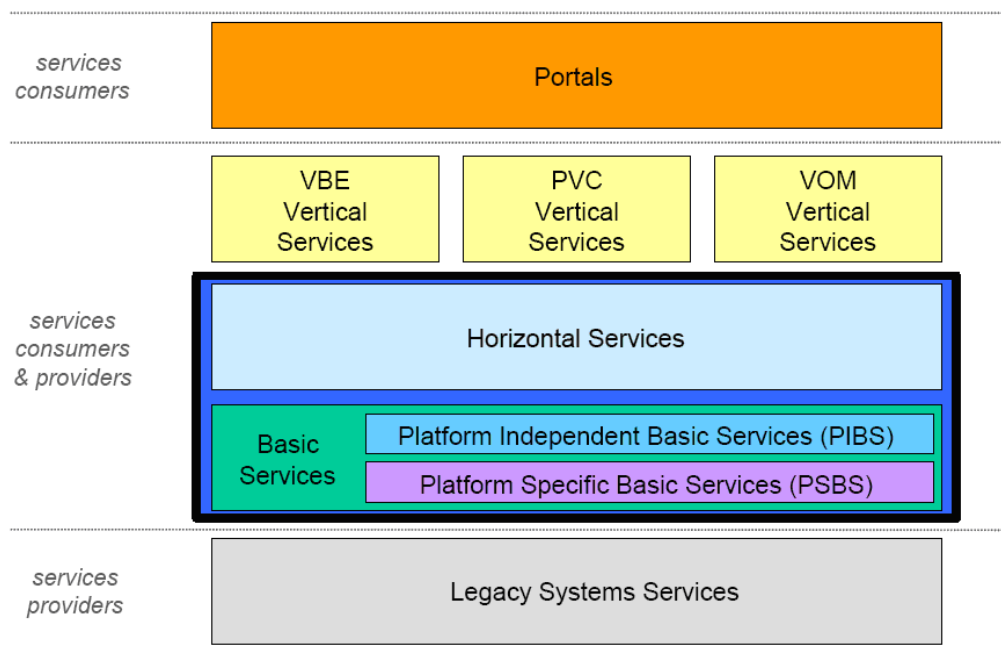 services
consumers
Portals
VBE
Vertical
Services
PVC
Vertical
Services
VOM
Vertical
Services
services
consumers
& providers
Horizontal Services
Basic
Services
Platform Independent Basic Services (PIBS)
Platform Specific Basic Services (PSBS)
services
providers
Legacy Systems Services